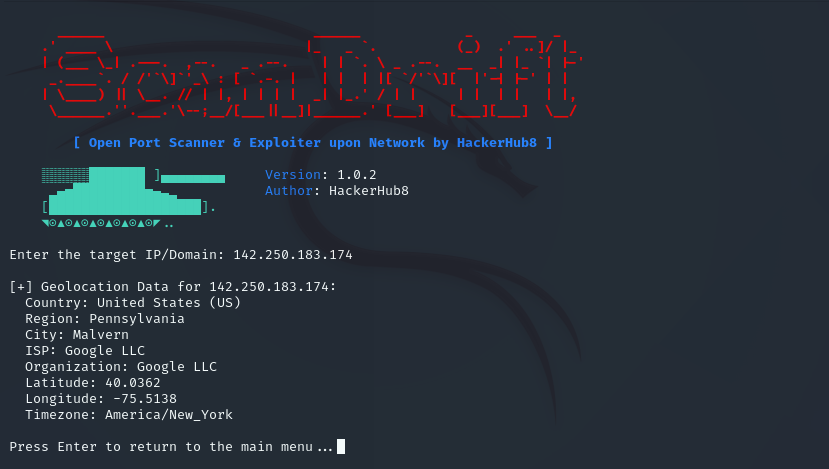 ScanDrift
[ Open Port Scanner & Exploiter upon Network by HackerHub8 ]
Version: 1.0.2
Author: HackerHub8
Enter the target IP/Domain: 142.250.183.174
[+] Geolocation Data for 142.250.183.174:
Country: United States (US)
Region: Pennsylvania
City: Malvern
ISP: Google LLC
Organization: Google LLC
Latitude: 40.0362
Longitude: -75.5138
Timezone: America/New_York
Press Enter to return to the main menu...